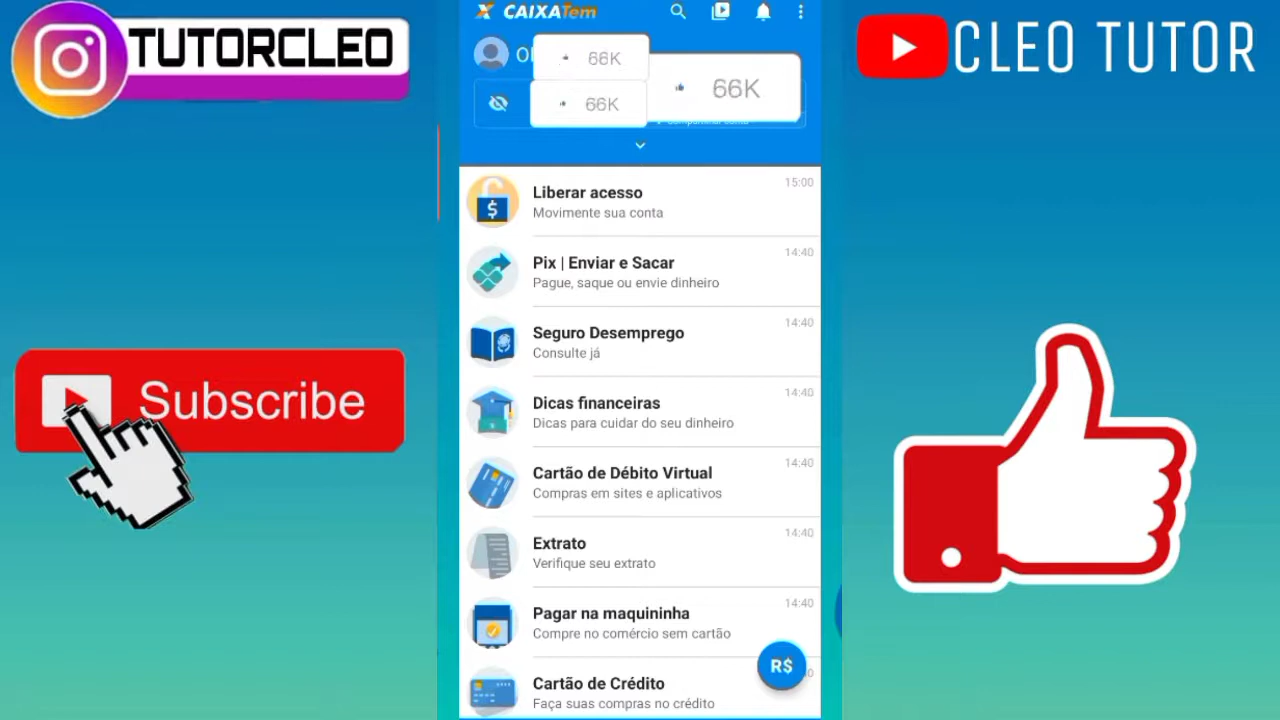 TUTORCLEO
CAIXATem
CLEO TUTOR
Ol
66K
66K
66K
Liberar acesso
15:00
Movimente sua conta
Pix | Enviar e Sacar
14:40
Pague, saque ou envie dinheiro
Seguro Desemprego
14:40
Consulte já
Dicas financeiras
14:40
Dicas para cuidar do seu dinheiro
Subscribe
Cartão de Débito Virtual
14:40
Compras em sites e aplicativos
Extrato
14:40
Verifique seu extrato
Pagar na maquininha
14:40
Compre no comércio sem cartão
R$
Cartão de Crédito
Faça suas compras no crédito